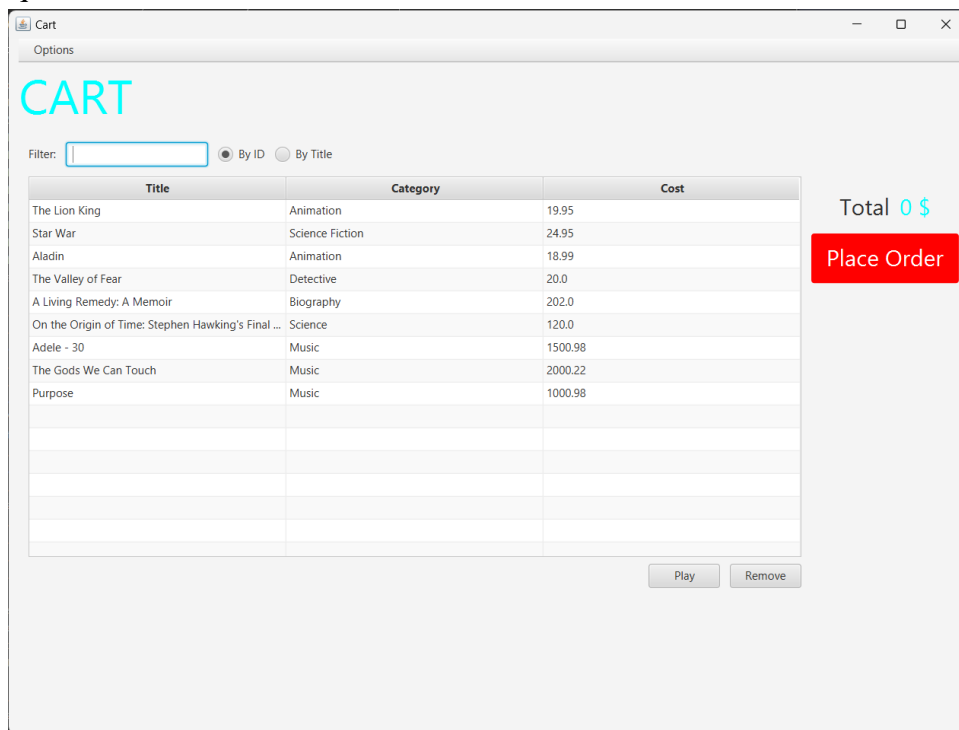 Cart
Options
CART
Filter: By ID By Title
Title Category Cost
The Lion King Animation 19.95
Star War Science Fiction 24.95
Aladin Animation 18.99
The Valley of Fear Detective 20.0
A Living Remedy: A Memoir Biography 202.0
On the Origin of Time: Stephen Hawking's Final ... Science 120.0
Adele - 30 Music 1500.98
The Gods We Can Touch Music 2000.22
Purpose Music 1000.98
Total 0 $
Place Order
Play Remove